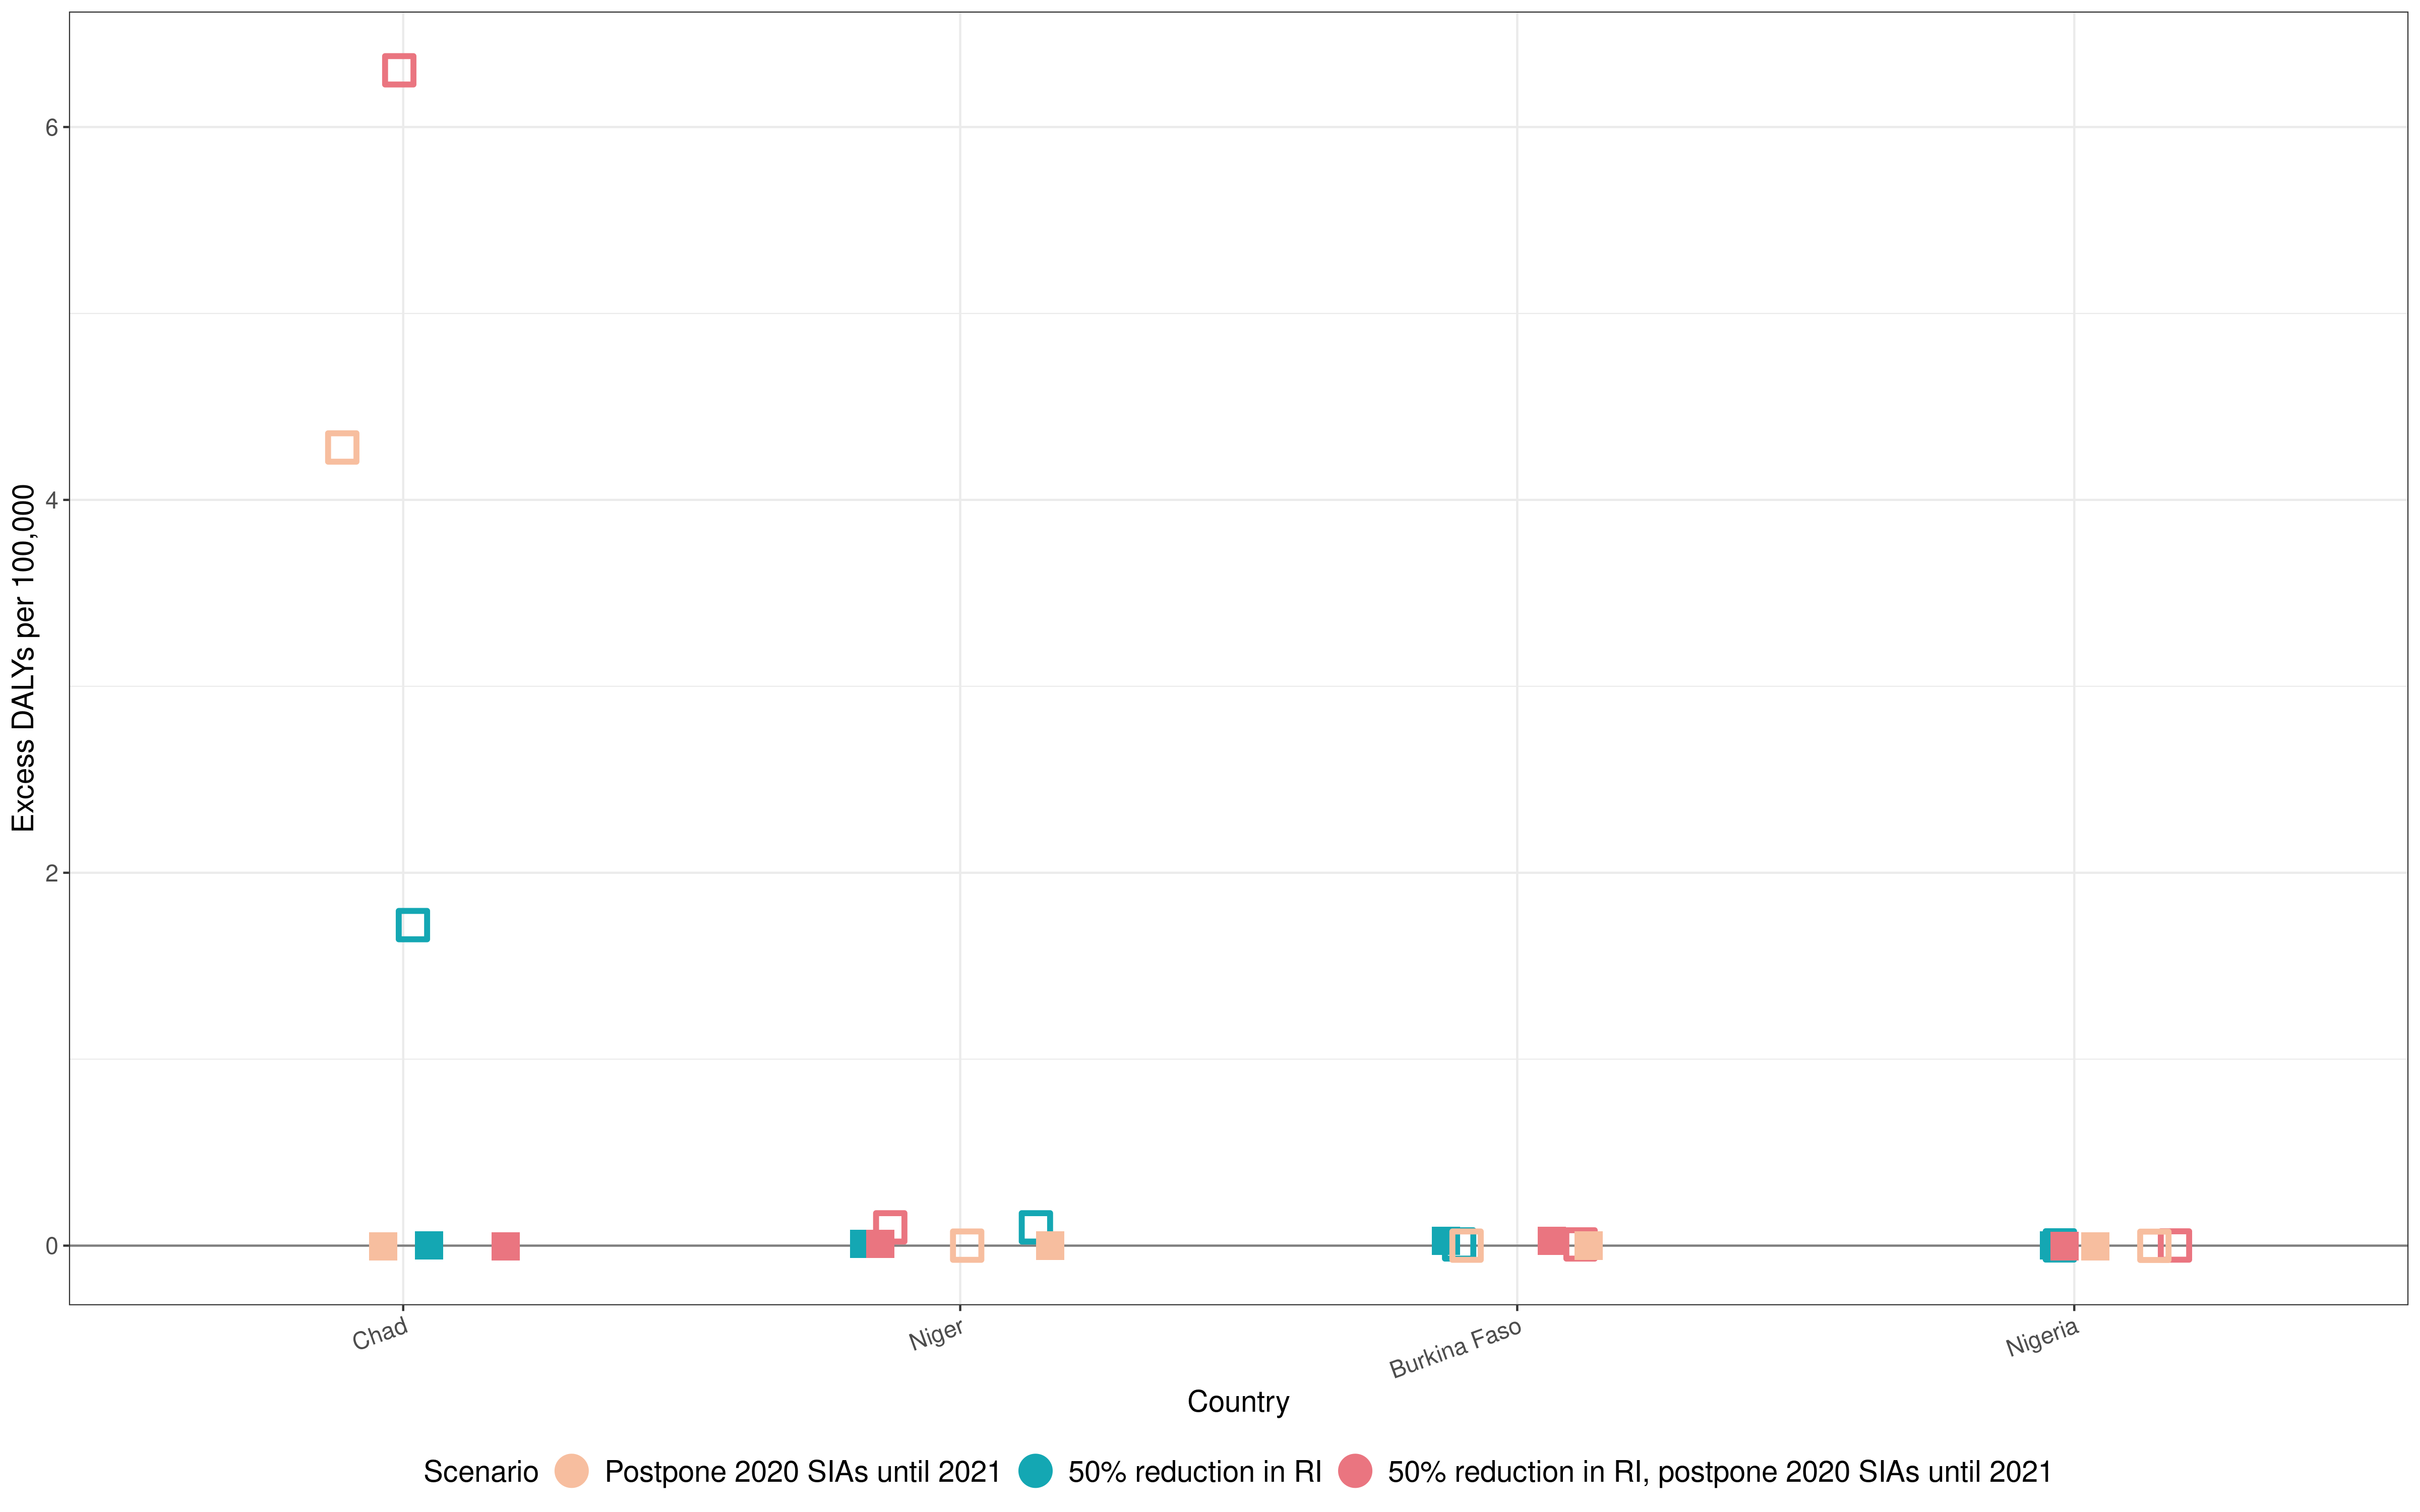 Excess DALYs per 100,000
6
4
2
0
Chad
Niger
Burkina Faso
Nigeria
Country
Scenario Postpone 2020 SIAs until 2021 50% reduction in RI 50% reduction in RI, postpone 2020 SIAs until 2021